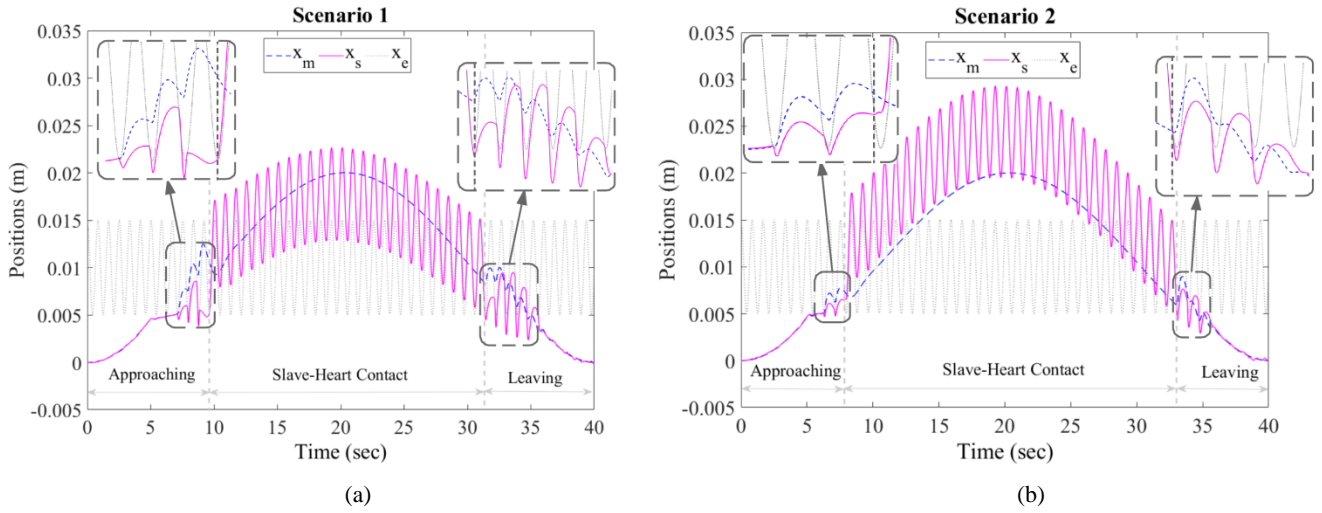 Scenario 1
0.035
0.03
0.025
0.02
0.015
0.01
0.005
0
-0.005
Positions (m)
x_m x_s x_e
Approaching
Slave-Heart Contact
Leaving
0 5 10 15 20 25 30 35 40
Time (sec)
(a)
Scenario 2
0.035
0.03
0.025
0.02
0.015
0.01
0.005
0
-0.005
Positions (m)
x_m x_s x_e
Approaching
Slave-Heart Contact
Leaving
0 5 10 15 20 25 30 35 40
Time (sec)
(b)